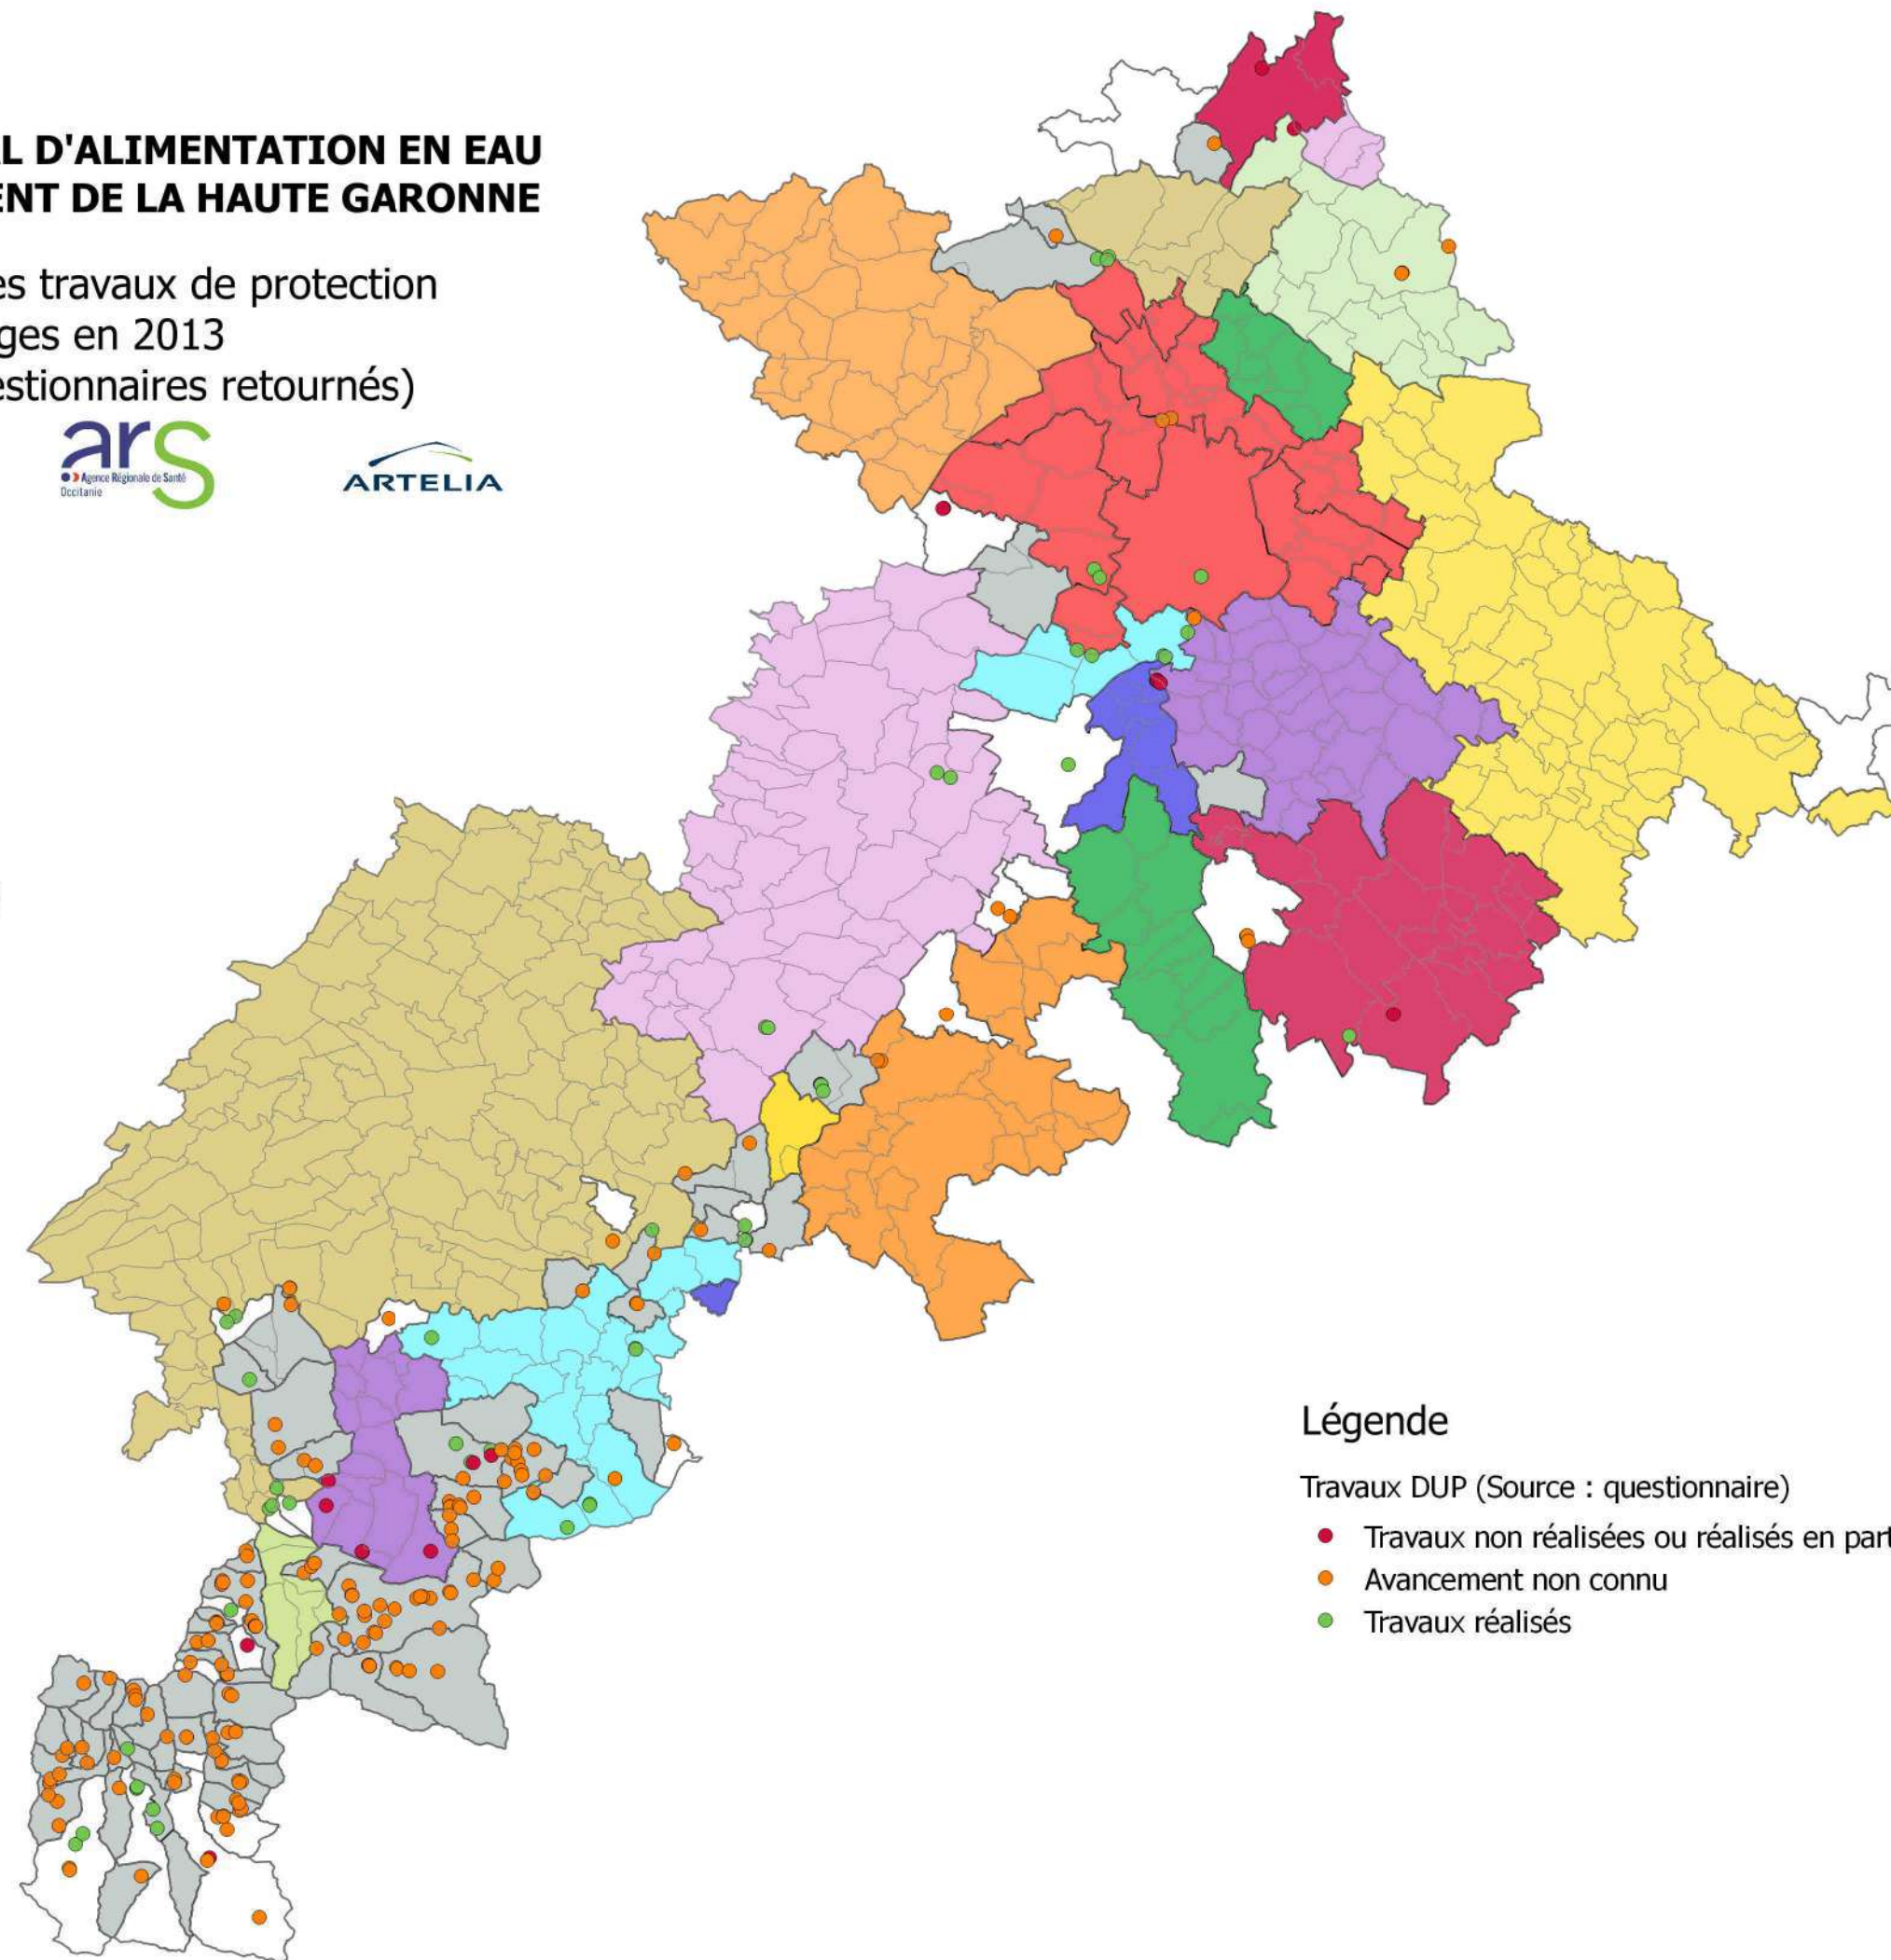 L D'ALIMENTATION EN EAU
ENT DE LA HAUTE GARONNE
es travaux de protection
ges en 2013
estionnaires retournés)
ars
Agence Régionale de Santé
Occitanie
ARTELIA
Légende
Travaux DUP (Source : questionnaire)
Travaux non réalisées ou réalisés en part
Avancement non connu
Travaux réalisés